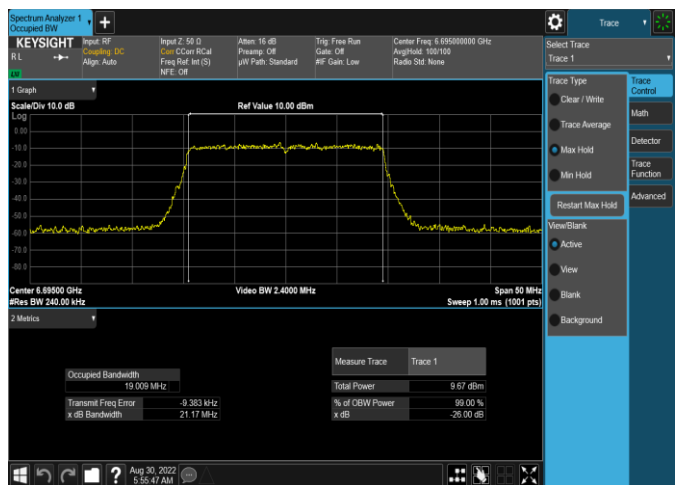 Spectrum Analyzer 1
Occupied BW
KEYSIGHT
R L
Input: RF
Coupling: DC
Align: Auto
Input Z: 50 Ω
Corr CCorr RCal
Freq Ref: Int (S)
NFE: Off
Atten: 16 dB
Preamp: Off
µW Path: Standard
Trig: Free Run
Gate: Off
#IF Gain: Low
Center Freq: 6.695000000 GHz
Avg|Hold: 100/100
Radio Std: None
1 Graph
Scale/Div 10.0 dB
Ref Value 10.00 dBm
Log
0.00
-10.0
-20.0
-30.0
-40.0
-50.0
-60.0
-70.0
-80.0
Center 6.69500 GHz
Video BW 2.4000 MHz
Span 50 MHz
#Res BW 240.00 kHz
Sweep 1.00 ms (1001 pts)
2 Metrics
Measure Trace
Trace 1
Occupied Bandwidth
19.009 MHz
Total Power
9.67 dBm
Transmit Freq Error
-9.383 kHz
% of OBW Power
99.00 %
x dB Bandwidth
21.17 MHz
x dB
-26.00 dB
Aug 30, 2022
5:55:47 AM
Trace
Select Trace
Trace 1
Trace Type
Clear / Write
Trace Average
Max Hold
Min Hold
Restart Max Hold
View/Blank
Active
View
Blank
Background
Trace Control
Math
Detector
Trace Function
Advanced